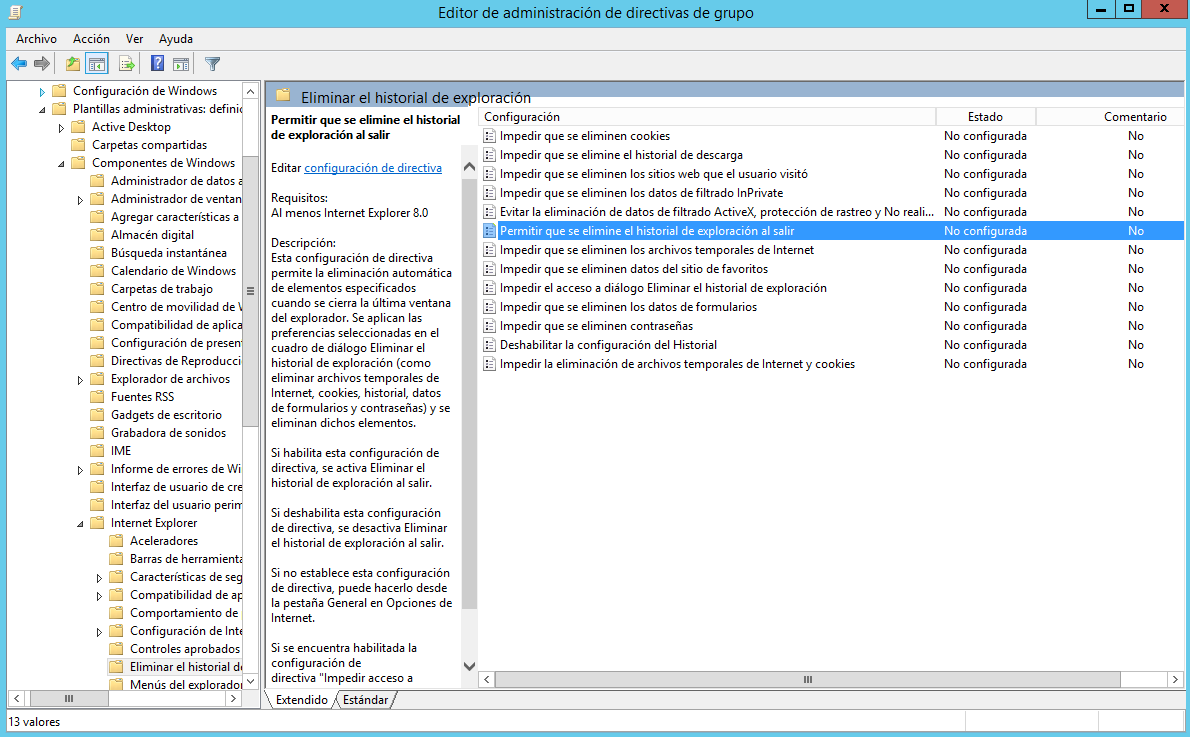 Editor de administración de directivas de grupo
Archivo Acción Ver Ayuda
Configuración de Windows
Plantillas administrativas: definic
Active Desktop
Carpetas compartidas
Componentes de Windows
Administrador de datos a
Administrador de ventan
Agregar características a
Almacén digital
Búsqueda instantánea
Calendario de Windows
Carpetas de trabajo
Centro de movilidad de W
Compatibilidad de aplica
Configuración de presen
Directivas de Reproducci
Explorador de archivos
Fuentes RSS
Gadgets de escritorio
Grabadora de sonidos
IME
Informe de errores de Wi
Interfaz de usuario de cre
Interfaz del usuario perim
Internet Explorer
Aceleradores
Barras de herramienta
Características de seg
Compatibilidad de ap
Comportamiento de
Configuración de Inte
Controles aprobados
Eliminar el historial de
Menús del explorador
Eliminar el historial de exploración
Permitir que se elimine el historial
de exploración al salir
Editar configuración de directiva
Requisitos:
Al menos Internet Explorer 8.0
Descripción:
Esta configuración de directiva
permite la eliminación automática
de elementos especificados
cuando se cierra la última ventana
del explorador. Se aplican las
preferencias seleccionadas en el
cuadro de diálogo Eliminar el
historial de exploración (como
eliminar archivos temporales de
Internet, cookies, historial, datos
de formularios y contraseñas) y se
eliminan dichos elementos.
Si habilita esta configuración de
directiva, se activa Eliminar el
historial de exploración al salir.
Si deshabilita esta configuración
de directiva, se desactiva Eliminar
el historial de exploración al salir.
Si no establece esta configuración
de directiva, puede hacerlo desde
la pestaña General en Opciones de
Internet.
Si se encuentra habilitada la
configuración de
directiva "Impedir acceso a
Configuración Estado Comentario
Impedir que se eliminen cookies No configurada No
Impedir que se elimine el historial de descarga No configurada No
Impedir que se eliminen los sitios web que el usuario visitó No configurada No
Impedir que se eliminen los datos de filtrado InPrivate No configurada No
Evitar la eliminación de datos de filtrado ActiveX, protección de rastreo y No reali... No configurada No
Permitir que se elimine el historial de exploración al salir No configurada No
Impedir que se eliminen los archivos temporales de Internet No configurada No
Impedir que se eliminen datos del sitio de favoritos No configurada No
Impedir el acceso a diálogo Eliminar el historial de exploración No configurada No
Impedir que se eliminen los datos de formularios No configurada No
Impedir que se eliminen contraseñas No configurada No
Deshabilitar la configuración del Historial No configurada No
Impedir la eliminación de archivos temporales de Internet y cookies No configurada No
Extendido Estándar
13 valores